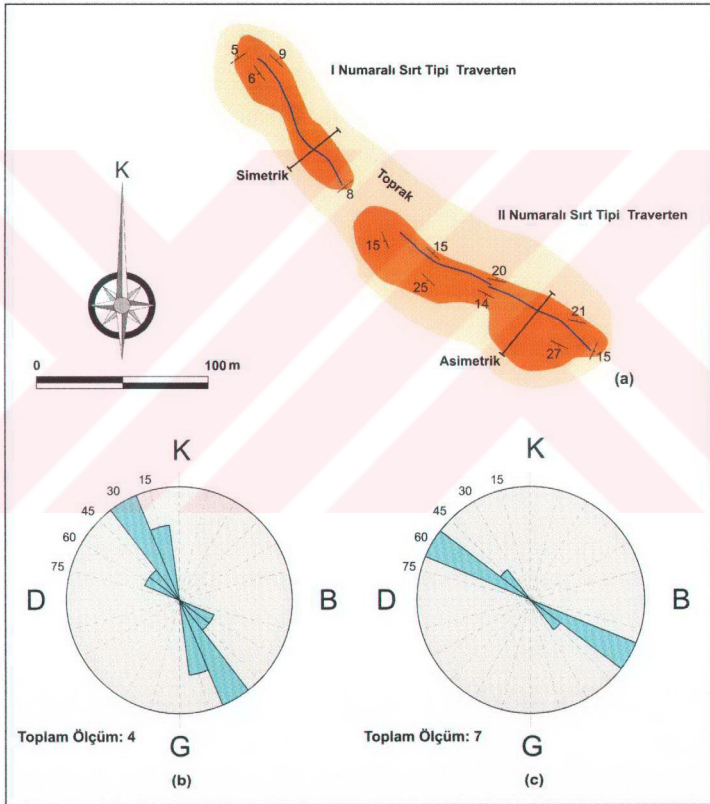 5
9
6
I Numaralı Sırt Tipi Traverten
Simetrik
8
Toprak
K
II Numaralı Sırt Tipi Traverten
15
15
20
25
14
21
27
15
Asimetrik
0
100 m
(a)
K
15
30
45
60
75
D
B
G
Toplam Ölçüm: 4
(b)
K
15
30
45
60
75
D
B
G
Toplam Ölçüm: 7
(c)